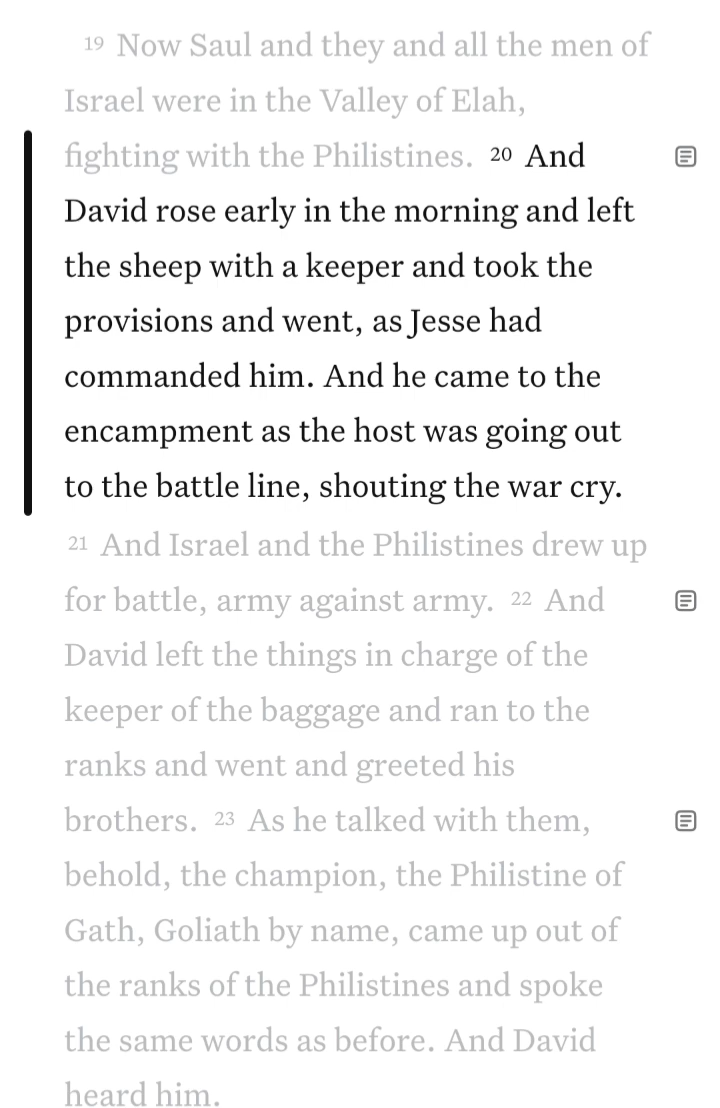 19 Now Saul and they and all the men of
Israel were in the Valley of Elah,
fighting with the Philistines. 20 And
David rose early in the morning and left
the sheep with a keeper and took the
provisions and went, as Jesse had
commanded him. And he came to the
encampment as the host was going out
to the battle line, shouting the war cry.
21 And Israel and the Philistines drew up
for battle, army against army. 22 And
David left the things in charge of the
keeper of the baggage and ran to the
ranks and went and greeted his
brothers. 23 As he talked with them,
behold, the champion, the Philistine of
Gath, Goliath by name, came up out of
the ranks of the Philistines and spoke
the same words as before. And David
heard him.